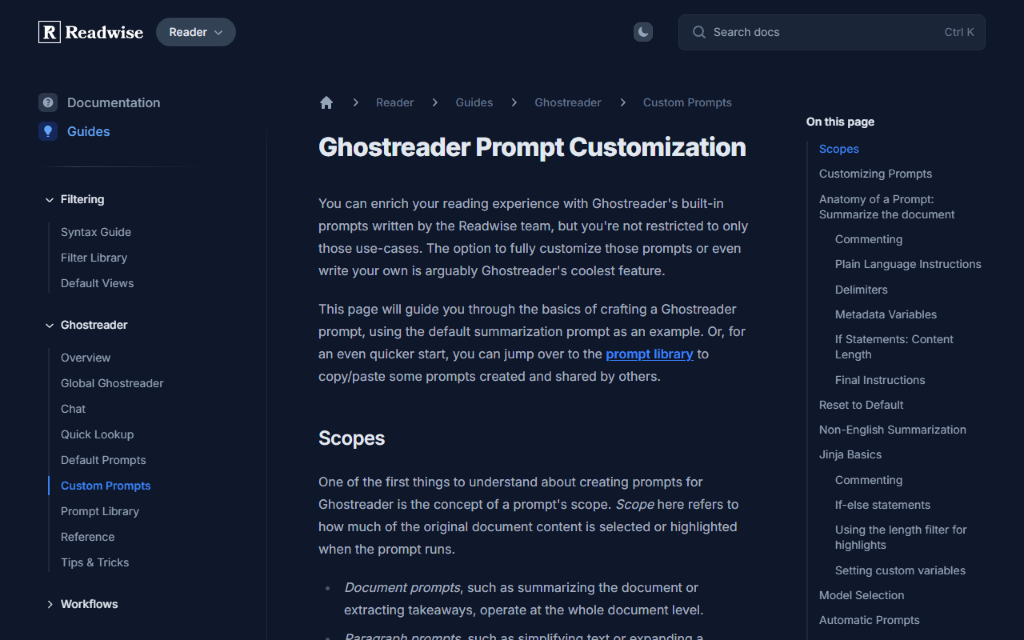 Readwise
Reader
Search docs
Ctrl K
Documentation
Guides
Filtering
Syntax Guide
Filter Library
Default Views
Ghostreader
Overview
Global Ghostreader
Chat
Quick Lookup
Default Prompts
Custom Prompts
Prompt Library
Reference
Tips & Tricks
Workflows
Reader
Guides
Ghostreader
Custom Prompts
Ghostreader Prompt Customization
You can enrich your reading experience with Ghostreader's built-in
prompts written by the Readwise team, but you're not restricted to only
those use-cases. The option to fully customize those prompts or even
write your own is arguably Ghostreader's coolest feature.
This page will guide you through the basics of crafting a Ghostreader
prompt, using the default summarization prompt as an example. Or, for
an even quicker start, you can jump over to the prompt library to
copy/paste some prompts created and shared by others.
Scopes
One of the first things to understand about creating prompts for
Ghostreader is the concept of a prompt's scope. Scope here refers to
how much of the original document content is selected or highlighted
when the prompt runs.
Document prompts, such as summarizing the document or
extracting takeaways, operate at the whole document level.
Paragraph prompts, such as simplifying text or expanding a
On this page
Scopes
Customizing Prompts
Anatomy of a Prompt:
Summarize the document
Commenting
Plain Language Instructions
Delimiters
Metadata Variables
If Statements: Content
Length
Final Instructions
Reset to Default
Non-English Summarization
Jinja Basics
Commenting
If-else statements
Using the length filter for
highlights
Setting custom variables
Model Selection
Automatic Prompts